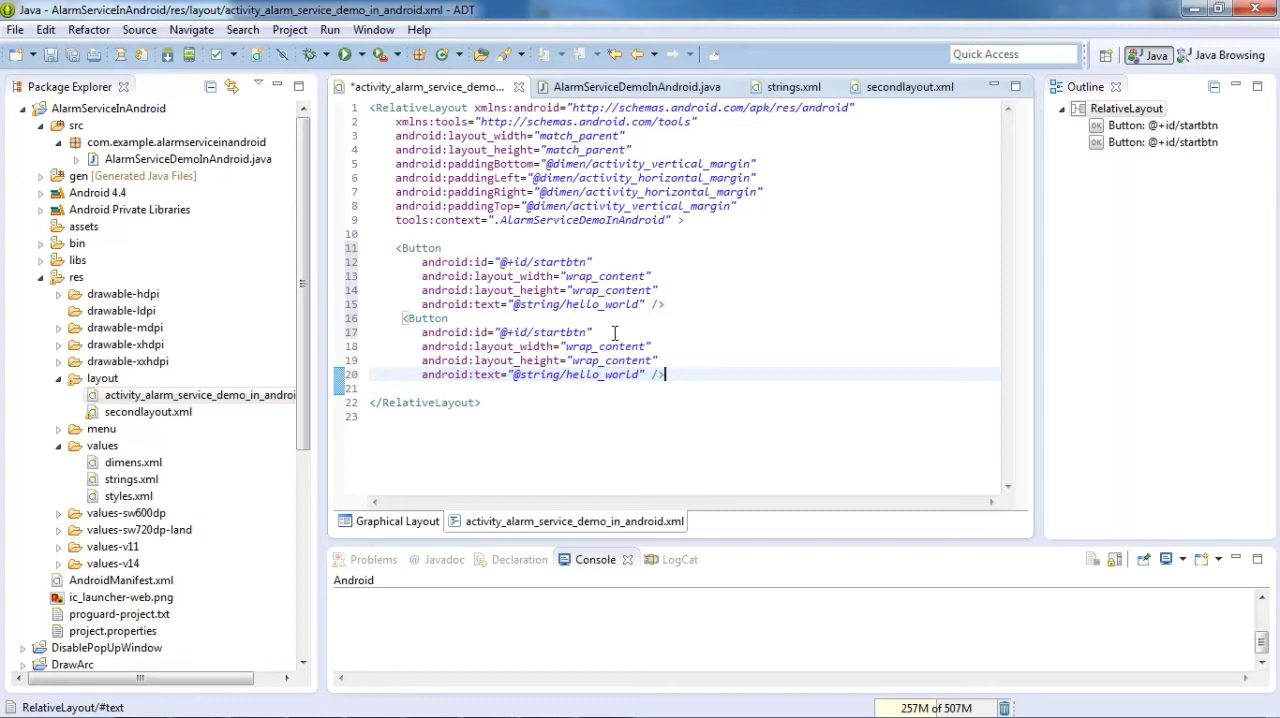 Java - AlarmServiceInAndroid/res/layout/activity_alarm_service_demo_in_android.xml - ADT
File Edit Refactor Source Navigate Search Project Run Window Help
Quick Access
Java
Java Browsing
Package Explorer
AlarmServiceInAndroid
src
com.example.alarmserviceinandroid
AlarmServiceDemoInAndroid.java
gen [Generated Java Files]
Android 4.4
Android Private Libraries
assets
bin
libs
res
drawable-hdpi
drawable-ldpi
drawable-mdpi
drawable-xhdpi
drawable-xxhdpi
layout
activity_alarm_service_demo_in_androi
secondlayout.xml
menu
values
dimens.xml
strings.xml
styles.xml
values-sw600dp
values-sw720dp-land
values-v11
values-v14
AndroidManifest.xml
ic_launcher-web.png
proguard-project.txt
project.properties
DisablePopUpWindow
DrawArc
*activity_alarm_service_demo... AlarmServiceDemoInAndroid.java strings.xml secondlayout.xml
1 <RelativeLayout xmlns:android="http://schemas.android.com/apk/res/android"
2 xmlns:tools="http://schemas.android.com/tools"
3 android:layout_width="match_parent"
4 android:layout_height="match_parent"
5 android:paddingBottom="@dimen/activity_vertical_margin"
6 android:paddingLeft="@dimen/activity_horizontal_margin"
7 android:paddingRight="@dimen/activity_horizontal_margin"
8 android:paddingTop="@dimen/activity_vertical_margin"
9 tools:context=".AlarmServiceDemoInAndroid" >
10
11 <Button
12 android:id="@+id/startbtn"
13 android:layout_width="wrap_content"
14 android:layout_height="wrap_content"
15 android:text="@string/hello_world" />
16 <Button
17 android:id="@+id/startbtn"
18 android:layout_width="wrap_content"
19 android:layout_height="wrap_content"
20 android:text="@string/hello_world" />
21
22 </RelativeLayout>
23
Graphical Layout activity_alarm_service_demo_in_android.xml
Outline
RelativeLayout
OK Button: @+id/startbtn
OK Button: @+id/startbtn
Problems @ Javadoc Declaration Console LogCat
Android
RelativeLayout/#text
257M of 507M